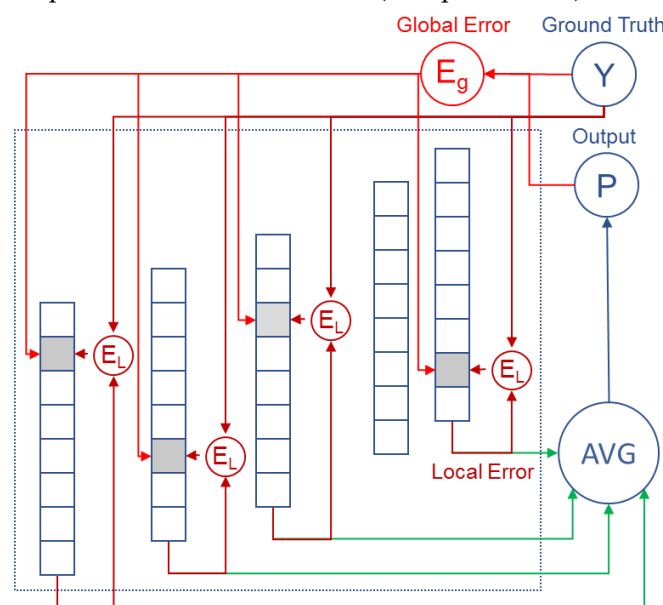 Global Error
Ground Truth
Eg
Y
Output
P
EL
EL
EL
EL
Local Error
AVG